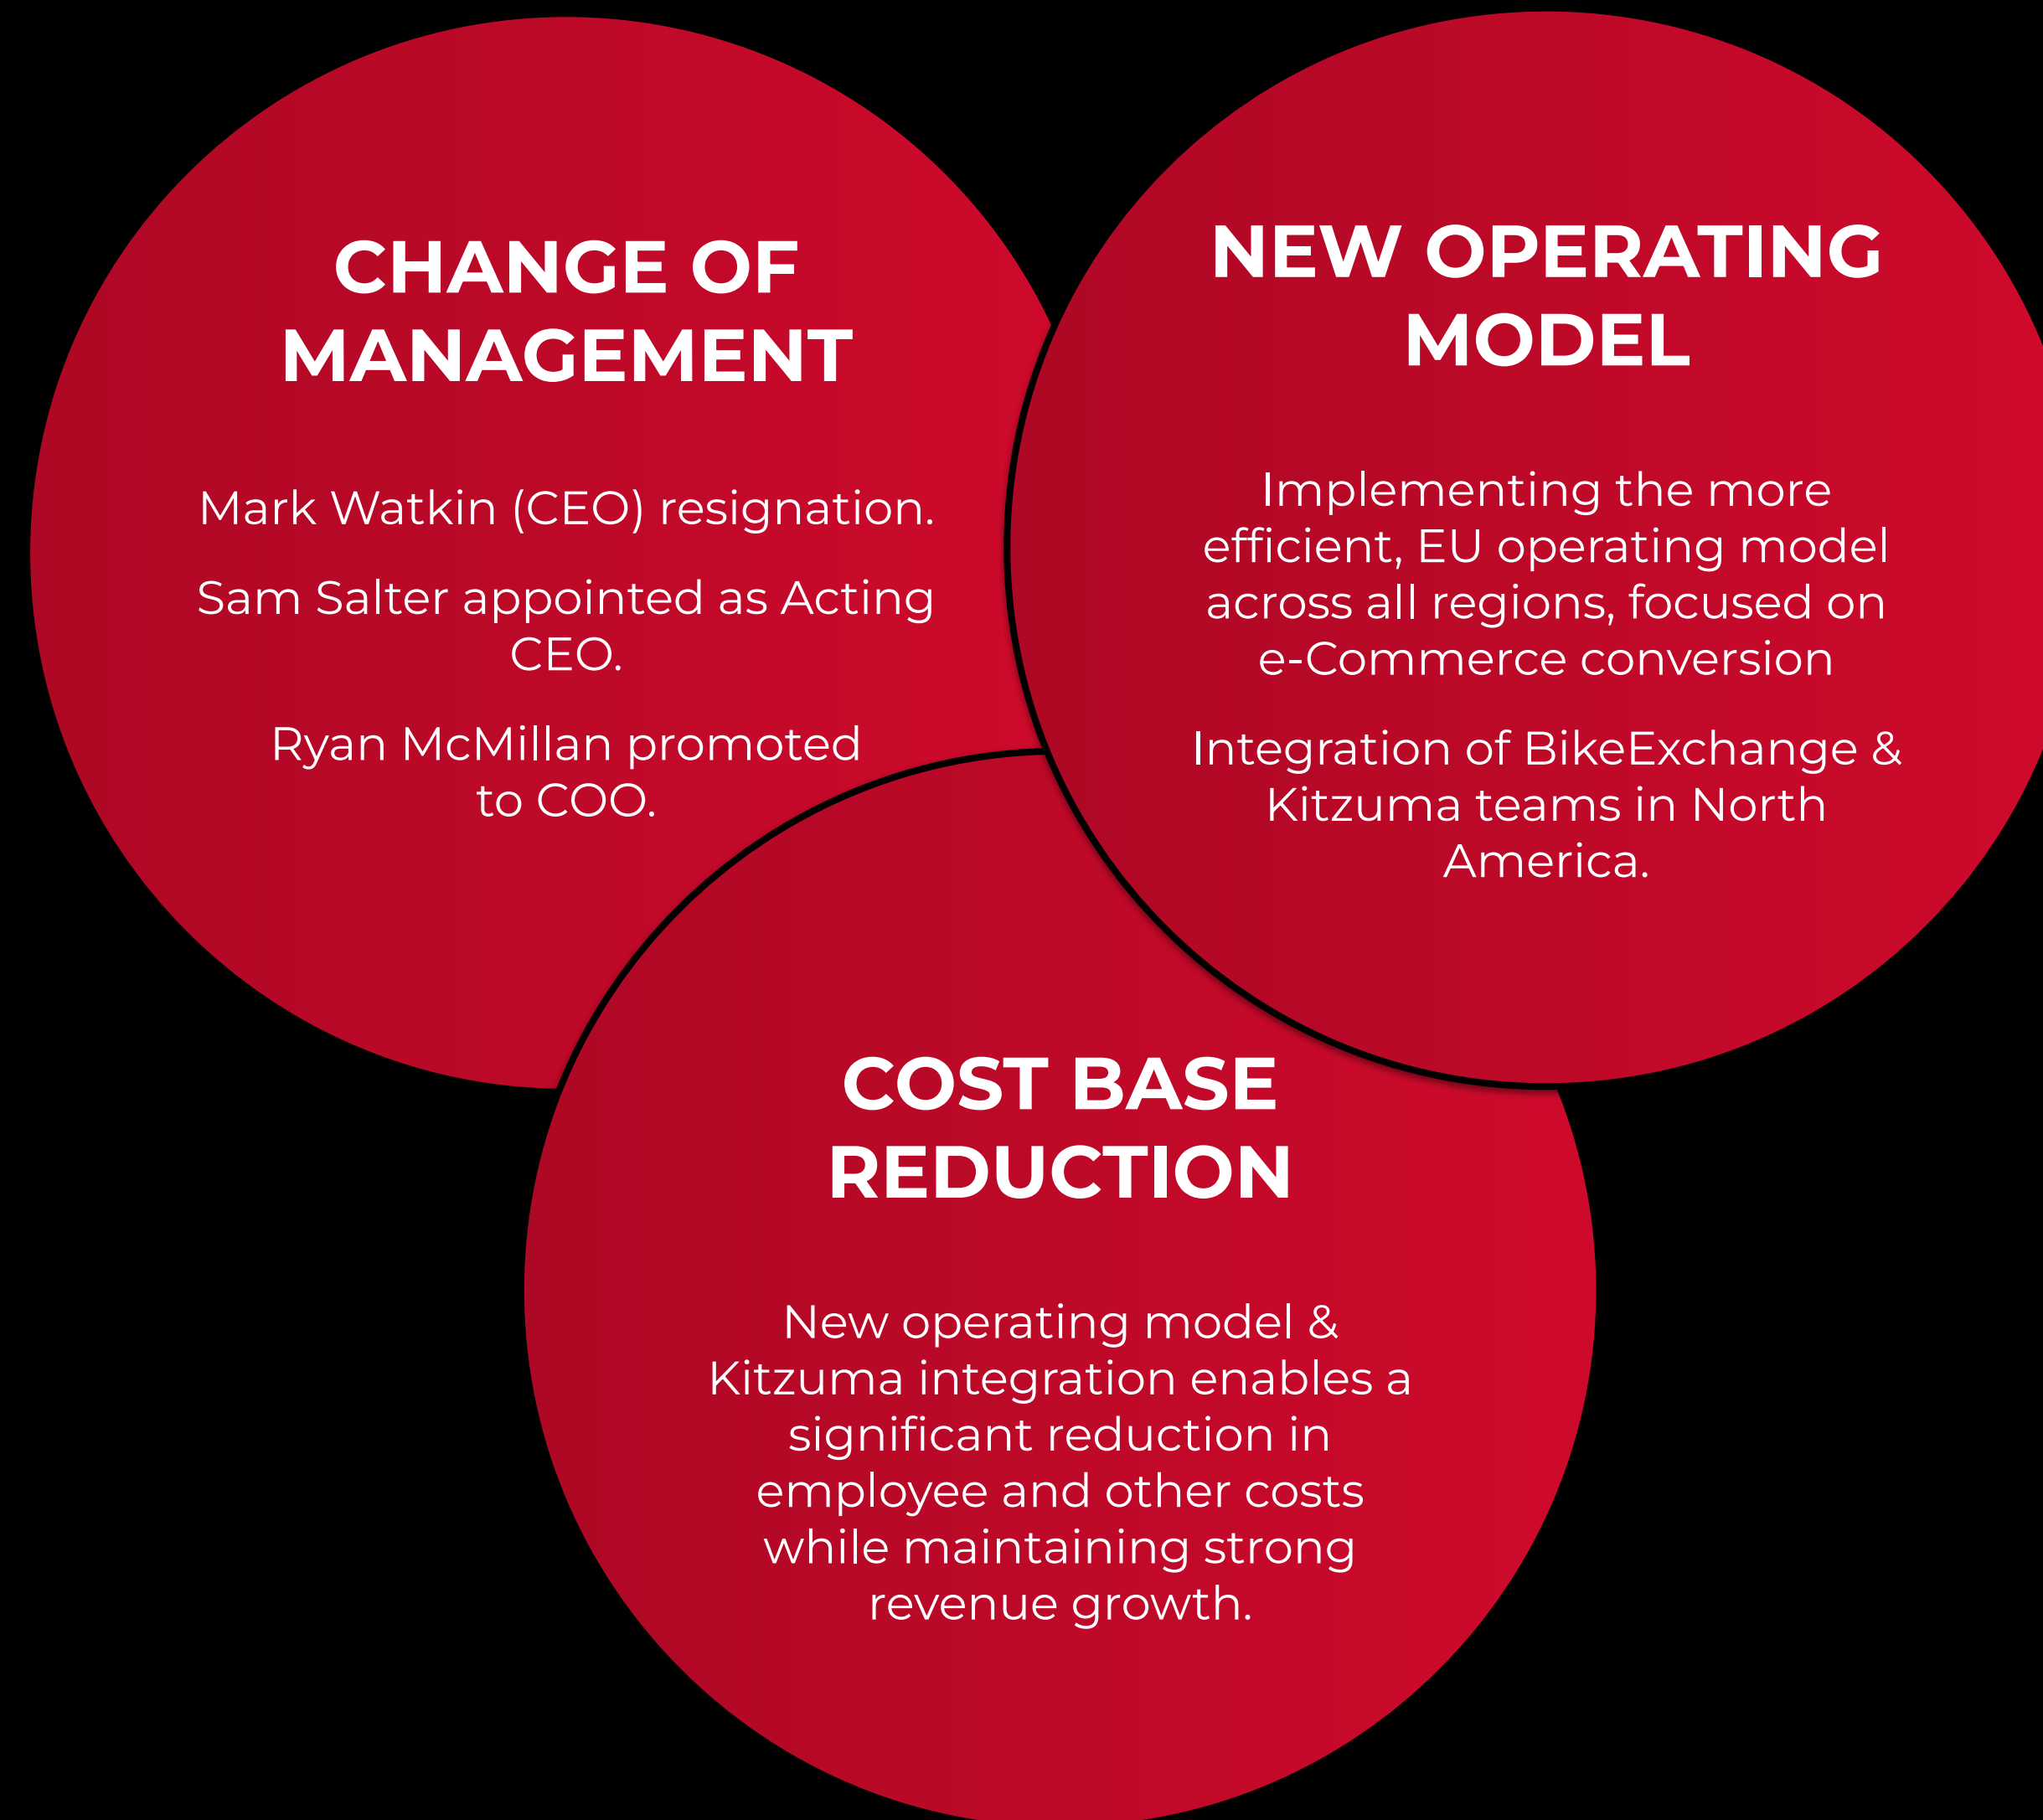 CHANGE OF
MANAGEMENT
Mark Watkin (CEO) resignation.
Sam Salter appointed as Acting
CEO.
Ryan McMillan promoted
to COO.
NEW OPERATING
MODEL
Implementing the more
efficient, EU operating model
across all regions, focused on
e-Commerce conversion
Integration of BikeExchange &
Kitzuma teams in North
America.
COST BASE
REDUCTION
New operating model &
Kitzuma integration enables a
significant reduction in
employee and other costs
while maintaining strong
revenue growth.